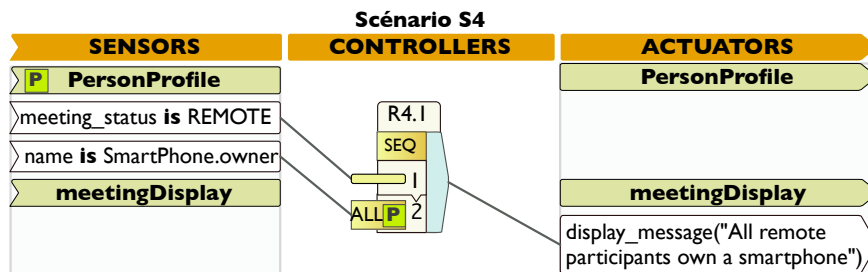 Scénario S4
SENSORS
CONTROLLERS
ACTUATORS
P PersonProfile
PersonProfile
meeting_status is REMOTE
R4.1
SEQ
name is SmartPhone.owner
1
meetingDisplay
meetingDisplay
ALL P 2
display_message("All remote
participants own a smartphone")